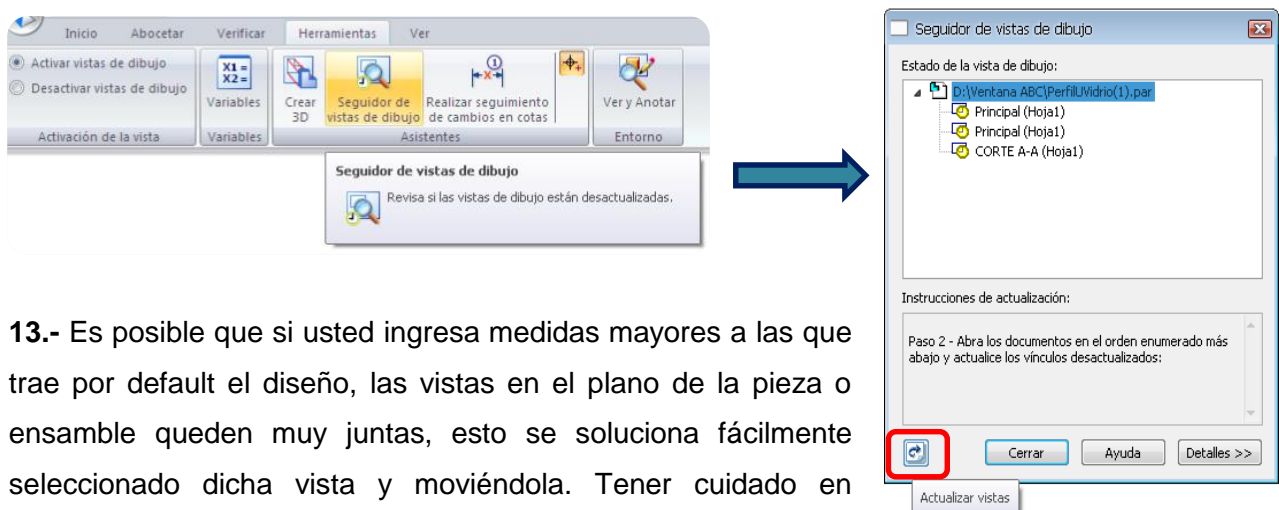 Inicio Abocetar Verificar Herramientas Ver
Activar vistas de dibujo
Desactivar vistas de dibujo
Activación de la vista
X1 =
X2 =
Variables
Variables
Crear
3D
Seguidor de
vistas de dibujo
Realizar seguimiento
de cambios en cotas
Asistentes
Ver y Anotar
Entorno
Seguidor de vistas de dibujo
Revisa si las vistas de dibujo están desactualizadas.
13.- Es posible que si usted ingresa medidas mayores a las que
trae por default el diseño, las vistas en el plano de la pieza o
ensamble queden muy juntas, esto se soluciona fácilmente
seleccionado dicha vista y moviéndola. Tener cuidado en
Seguidor de vistas de dibujo
Estado de la vista de dibujo:
D:\Ventana ABC\PerfilUVidrio(1).par
Principal (Hoja1)
Principal (Hoja1)
CORTE A-A (Hoja1)
Instrucciones de actualización:
Paso 2 - Abra los documentos en el orden enumerado más
abajo y actualice los vínculos desactualizados:
Cerrar Ayuda Detalles >>
Actualizar vistas